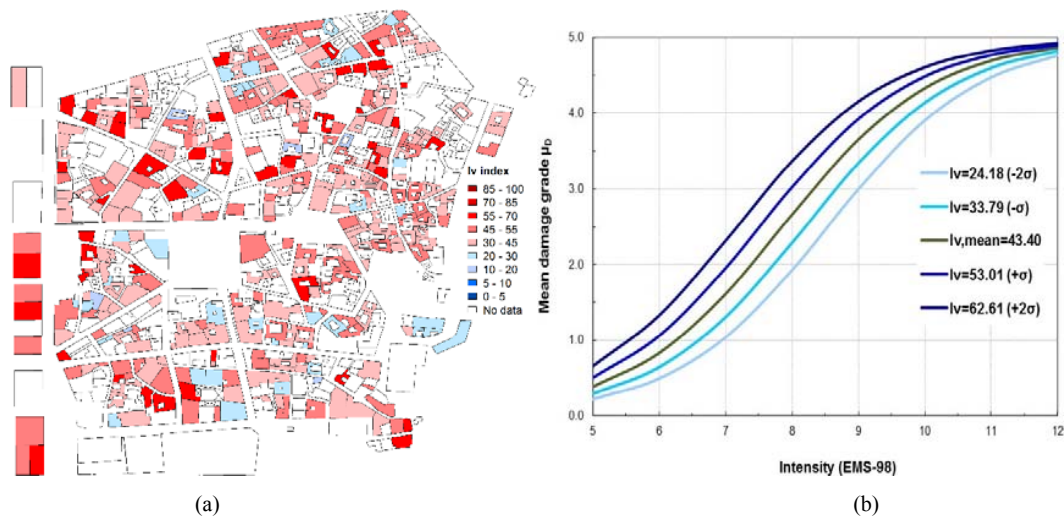 Iv index
85 - 100
70 - 85
55 - 70
45 - 55
30 - 45
20 - 30
10 - 20
5 - 10
0 - 5
No data
(a)
Mean damage grade μD
5.0
4.0
3.0
2.0
1.0
0.0
5 6 7 8 9 10 11 12
Intensity (EMS-98)
Iv=24.18 (-2σ)
Iv=33.79 (-σ)
Iv,mean=43.40
Iv=53.01 (+σ)
Iv=62.61 (+2σ)
(b)